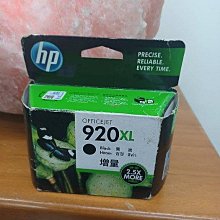 hp
PRECISE.
RELIABLE.
EVERY TIME.
OFFICEJET
920XL
Black
增量
2.5X
MORE